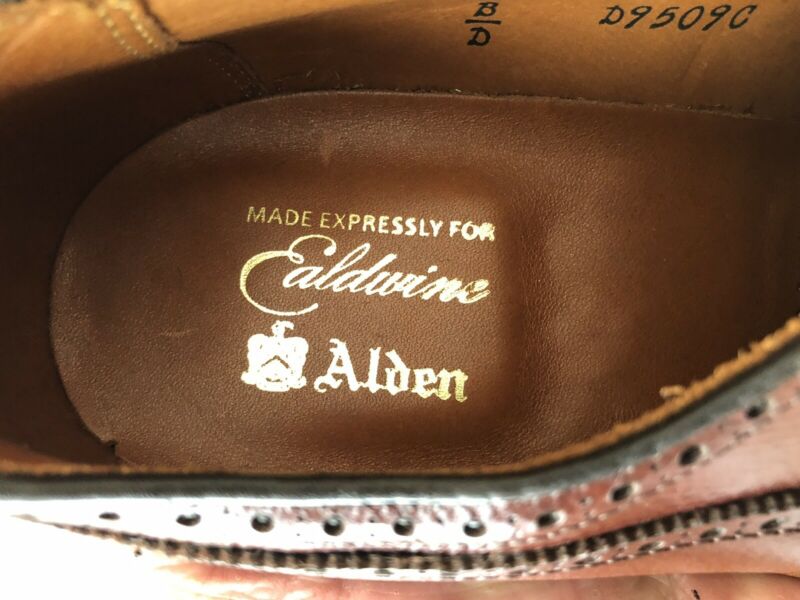 B
D
D9509C
MADE EXPRESSLY FOR
Ealdwine
Alden